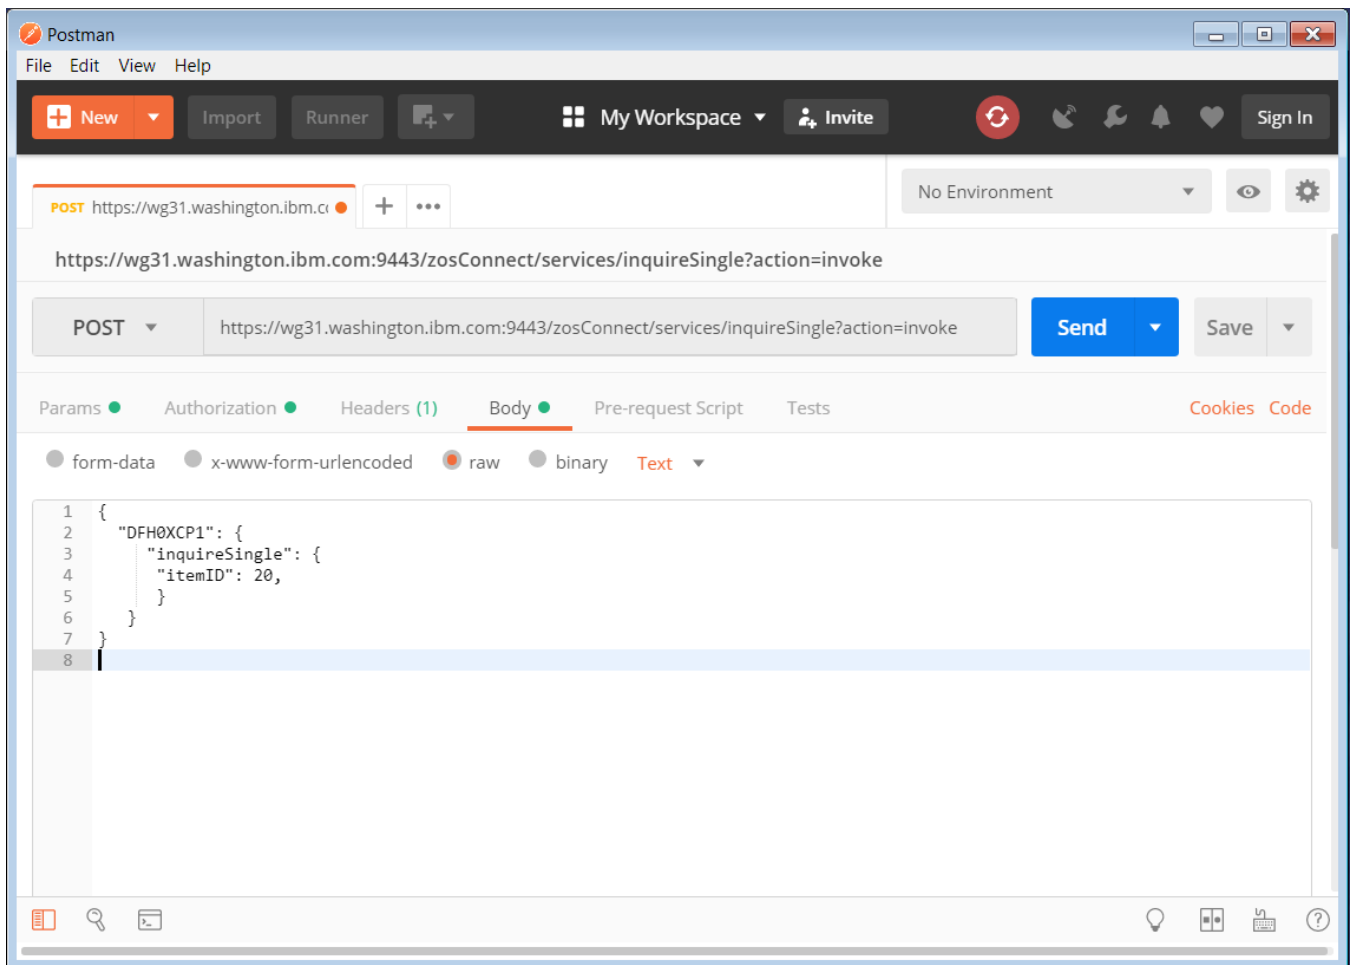 Postman
File Edit View Help
New Import Runner My Workspace Invite Sign In
POST https://wg31.washington.ibm.c No Environment
https://wg31.washington.ibm.com:9443/zosConnect/services/inquireSingle?action=invoke
POST https://wg31.washington.ibm.com:9443/zosConnect/services/inquireSingle?action=invoke Send Save
Params Authorization Headers (1) Body Pre-request Script Tests Cookies Code
form-data x-www-form-urlencoded raw binary Text
1 {
2 "DFH0XCP1": {
3 "inquireSingle": {
4 "itemID": 20,
5 }
6 }
7 }
8